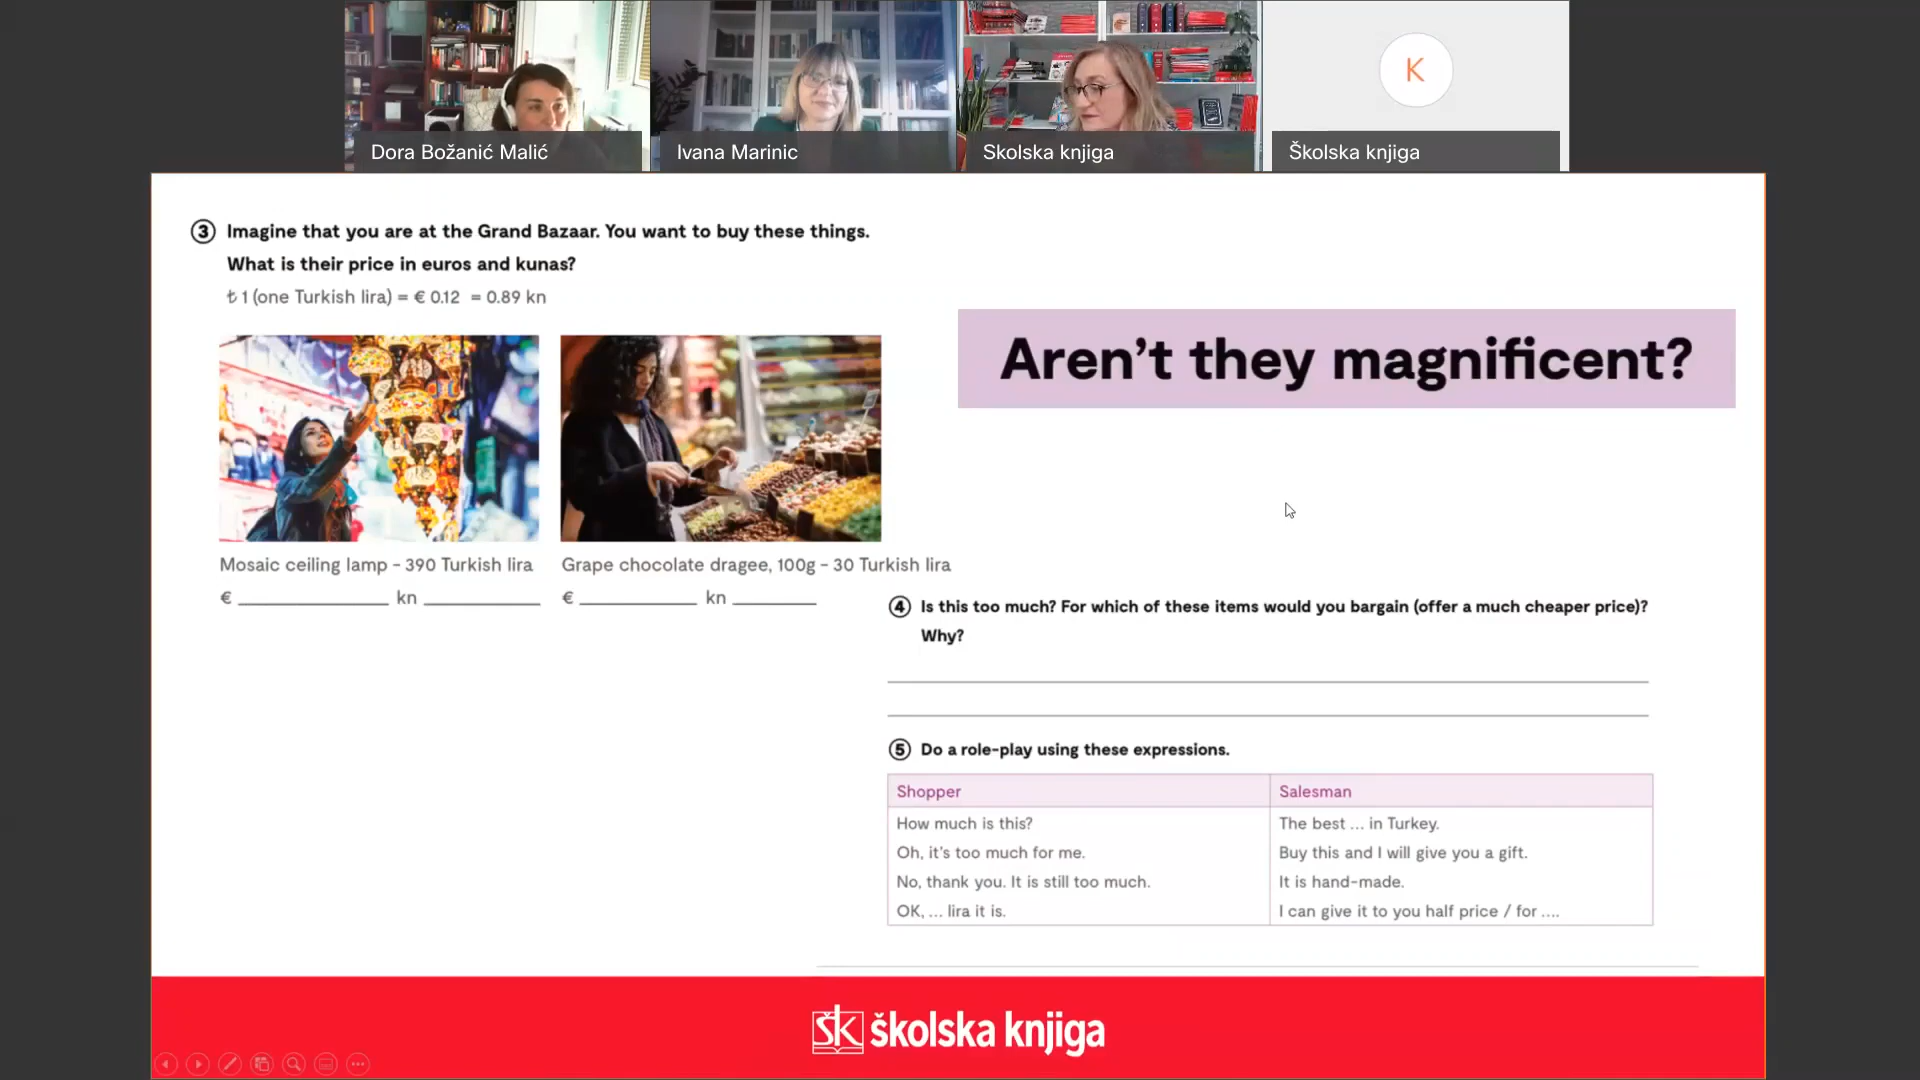 Dora Božanić Malić
Ivana Marinic
Skolska knjiga
K
Školska knjiga
3 Imagine that you are at the Grand Bazaar. You want to buy these things.
What is their price in euros and kunas?
₺ 1 (one Turkish lira) = € 0.12 = 0.89 kn
Aren't they magnificent?
Mosaic ceiling lamp - 390 Turkish lira
€ ______ kn ______
Grape chocolate dragee, 100g - 30 Turkish lira
€ ______ kn ______
4 Is this too much? For which of these items would you bargain (offer a much cheaper price)?
Why?
5 Do a role-play using these expressions.
Shopper
How much is this?
Oh, it's too much for me.
No, thank you. It is still too much.
OK, ... lira it is.
Salesman
The best ... in Turkey.
Buy this and I will give you a gift.
It is hand-made.
I can give it to you half price / for ....
ŠK školska knjiga